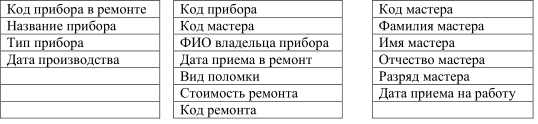 Код прибора в ремонте
Название прибора
Тип прибора
Дата производства
Код прибора
Код мастера
ФИО владельца прибора
Дата приема в ремонт
Вид поломки
Стоимость ремонта
Код ремонта
Код мастера
Фамилия мастера
Имя мастера
Отчество мастера
Разряд мастера
Дата приема на работу